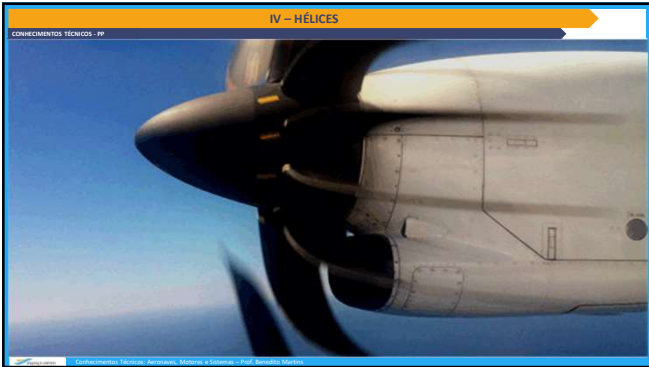 IV – HÉLICES
CONHECIMENTOS TÉCNICOS - PP
Conhecimentos Técnicos: Aeronaves, Motores e Sistemas – Prof. Benedito Martins